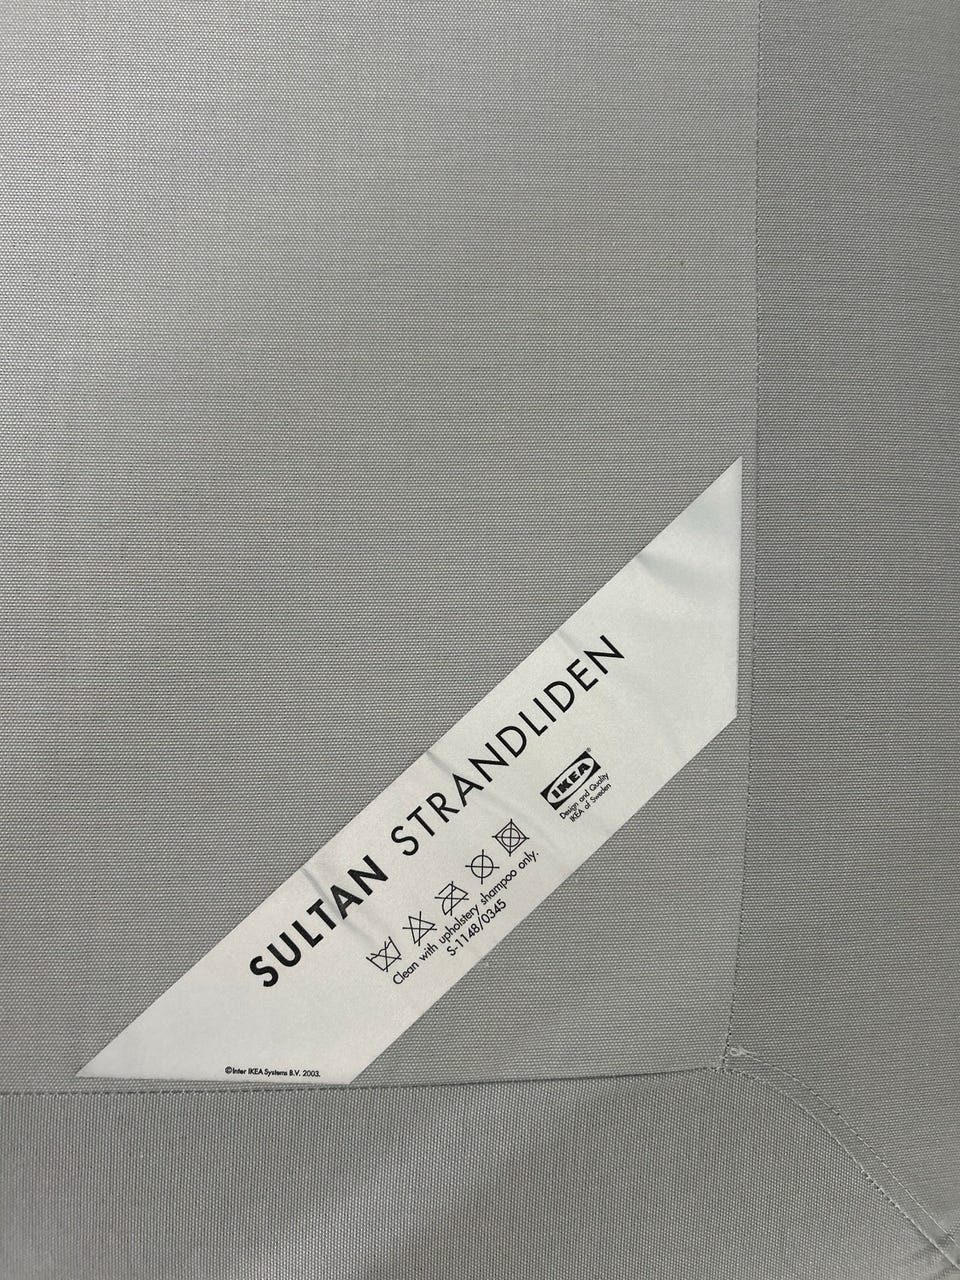 SULTAN STRANDLIDEN
IKEA®
Design and Quality
IKEA of Sweden
Clean with upholstery shampoo only.
S-1148/0345
©Inter IKEA Systems B.V. 2003.